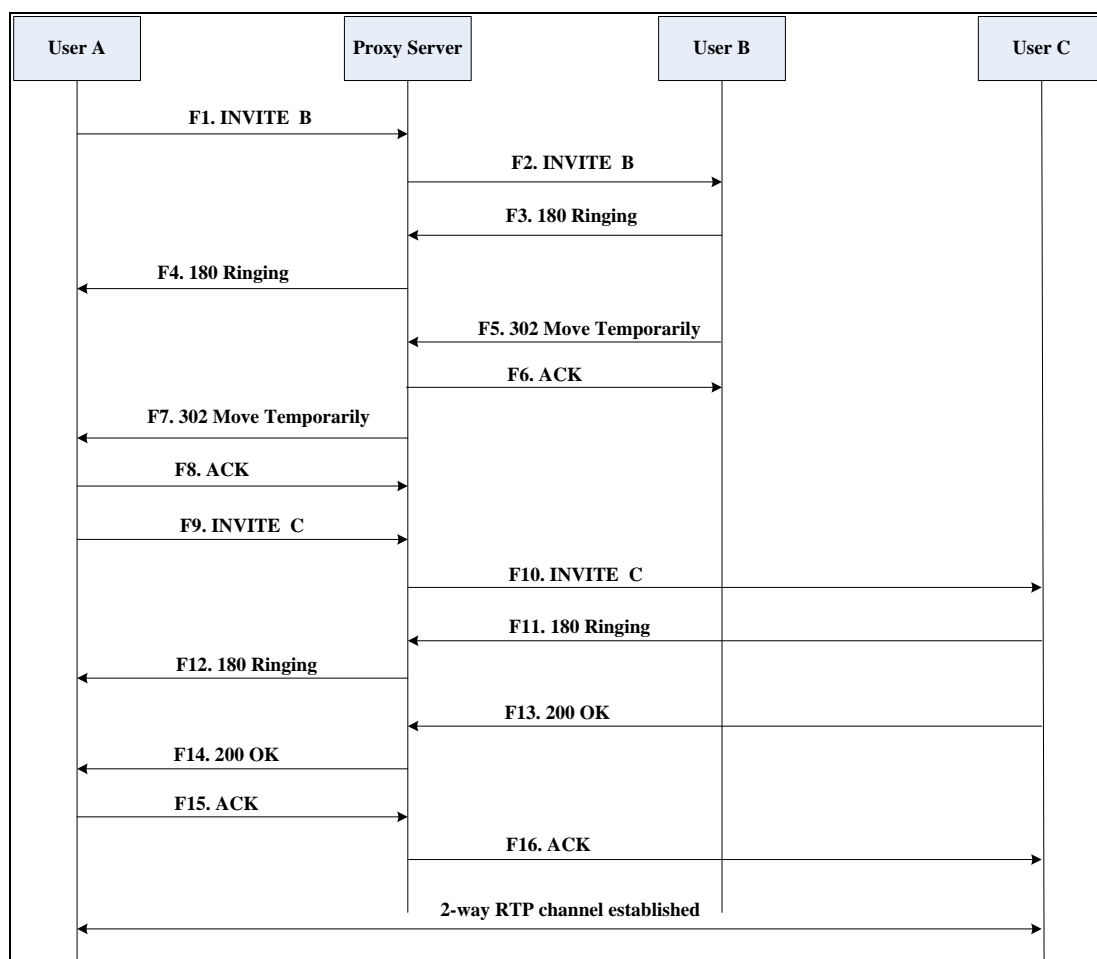 User A
Proxy Server
User B
User C
F1. INVITE B
F2. INVITE B
F3. 180 Ringing
F4. 180 Ringing
F5. 302 Move Temporarily
F6. ACK
F7. 302 Move Temporarily
F8. ACK
F9. INVITE C
F10. INVITE C
F11. 180 Ringing
F12. 180 Ringing
F13. 200 OK
F14. 200 OK
F15. ACK
F16. ACK
2-way RTP channel established